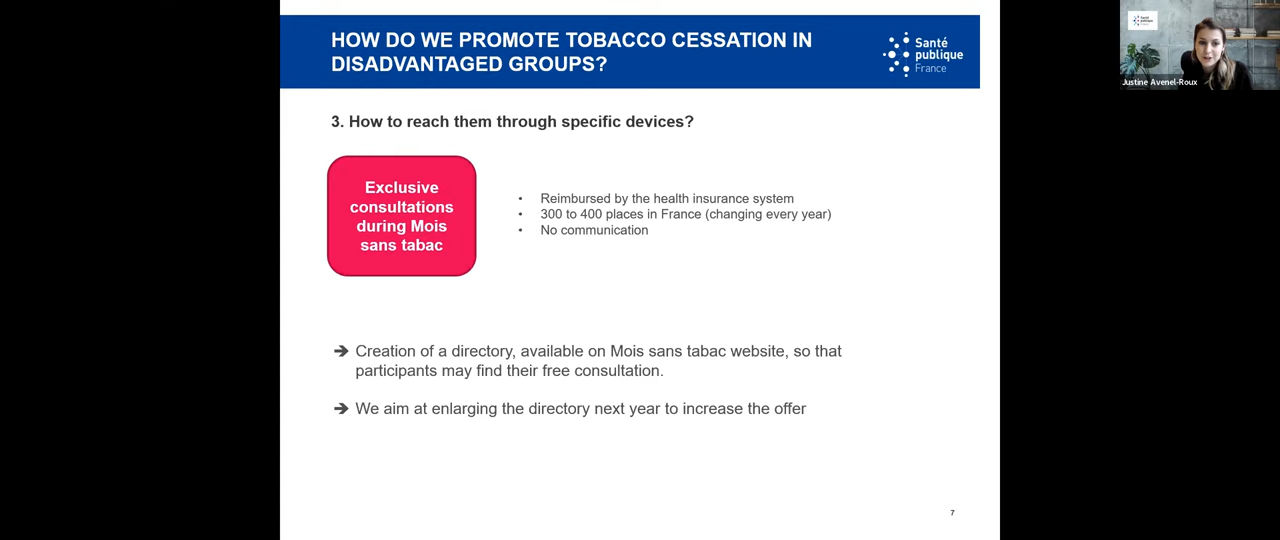 HOW DO WE PROMOTE TOBACCO CESSATION IN
DISADVANTAGED GROUPS?
Santé
publique
France
Justine Avenel-Roux
3. How to reach them through specific devices?
Exclusive
consultations
during Mois
sans tabac
• Reimbursed by the health insurance system
• 300 to 400 places in France (changing every year)
• No communication
➔ Creation of a directory, available on Mois sans tabac website, so that
participants may find their free consultation.
➔ We aim at enlarging the directory next year to increase the offer
7